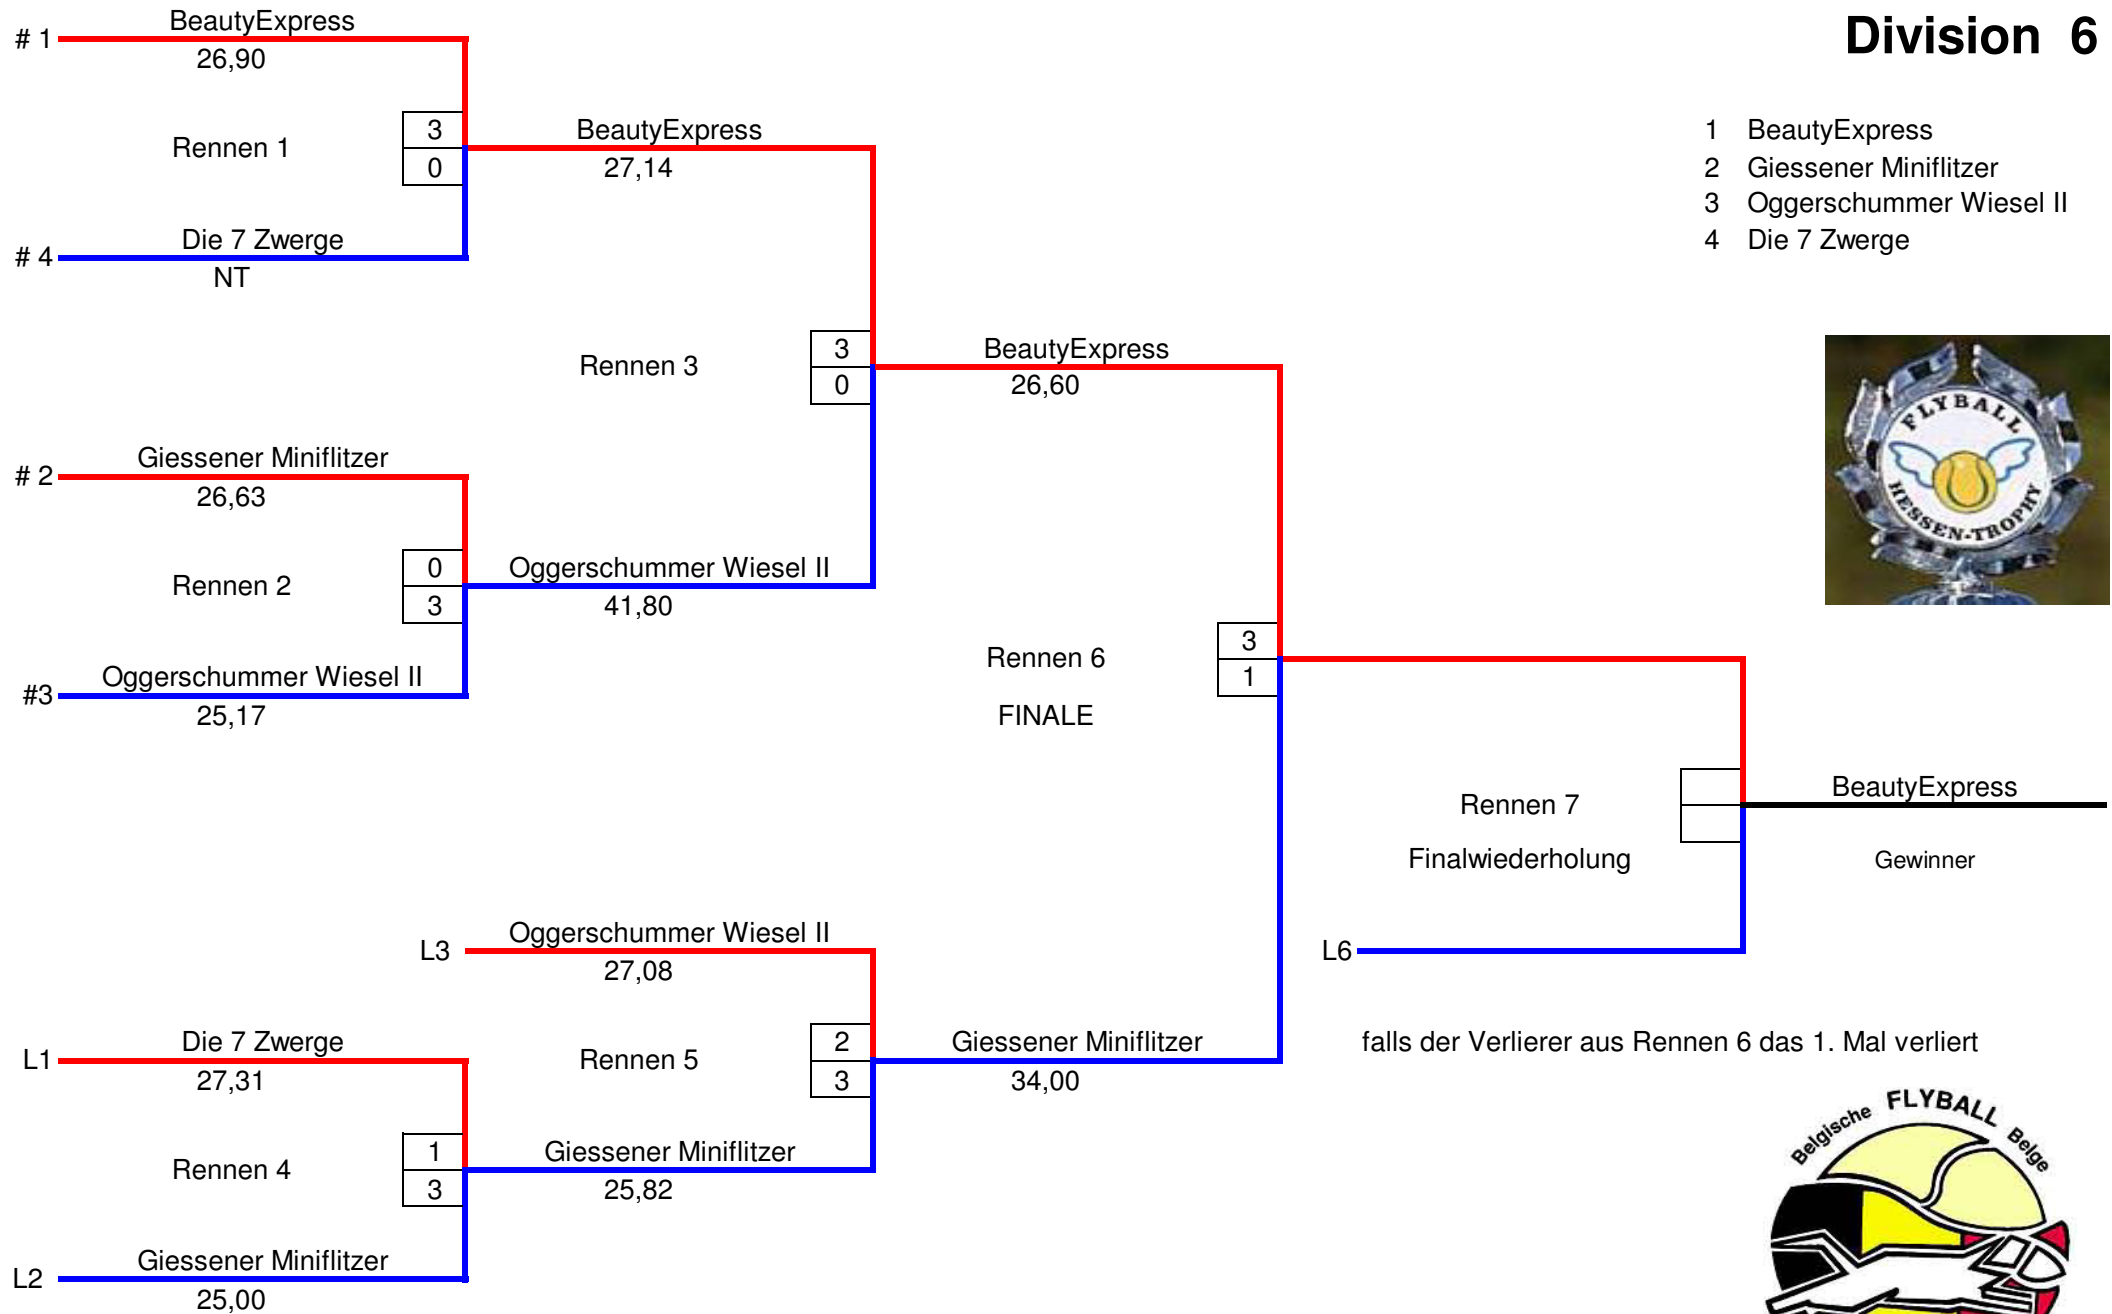 Division 6
BeautyExpress
# 1
26,90
Rennen 1
3
0
Die 7 Zwerge
# 4
NT
BeautyExpress
27,14
1 BeautyExpress
2 Giessener Miniflitzer
3 Oggerschummer Wiesel II
4 Die 7 Zwerge
Rennen 3
3
0
BeautyExpress
26,60
FLYBALL
HESSEN-TROPHY
Giessener Miniflitzer
# 2
26,63
Rennen 2
0
3
Oggerschummer Wiesel II
41,80
Oggerschummer Wiesel II
#3
25,17
Rennen 6
3
1
FINALE
Rennen 7
Finalwiederholung
BeautyExpress
Gewinner
Oggerschummer Wiesel II
L3
27,08
L6
Die 7 Zwerge
L1
27,31
Rennen 5
2
3
Giessener Miniflitzer
34,00
falls der Verlierer aus Rennen 6 das 1. Mal verliert
Rennen 4
1
3
Giessener Miniflitzer
25,82
Giessener Miniflitzer
L2
25,00
Belgische FLYBALL Belge